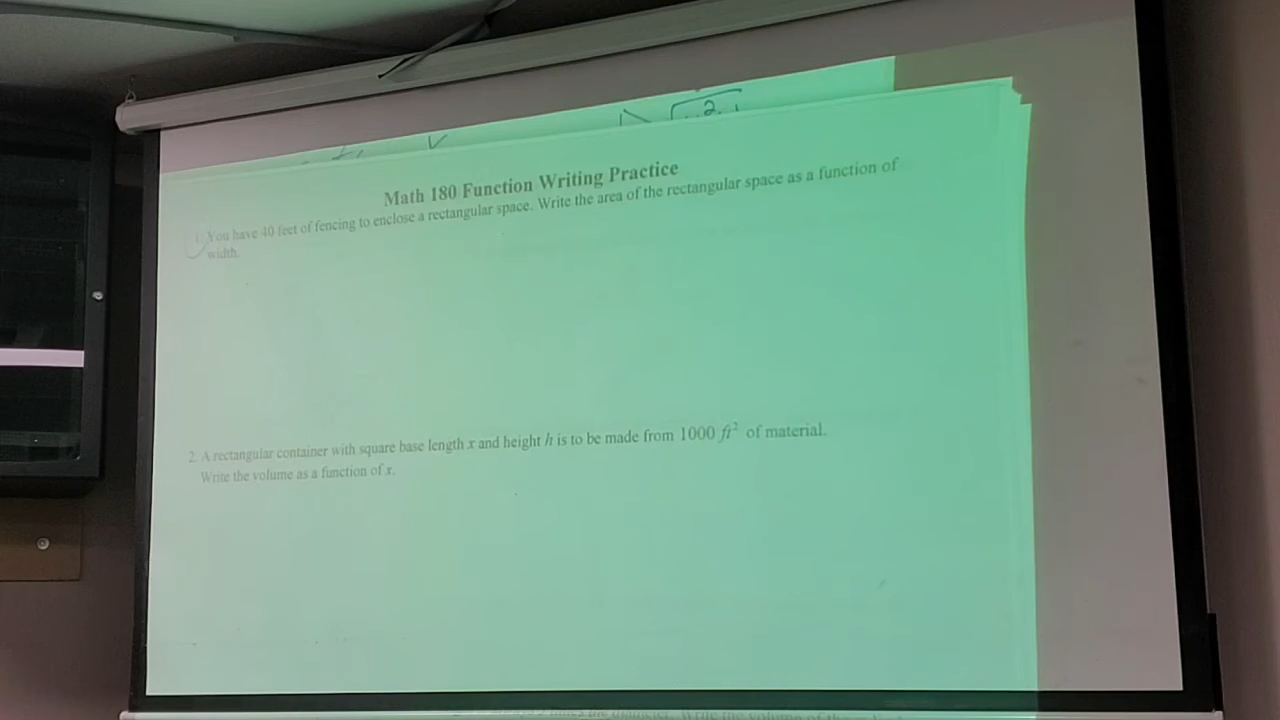 2.
Math 180 Function Writing Practice
1. You have 40 feet of fencing to enclose a rectangular space. Write the area of the rectangular space as a function of
width.
2. A rectangular container with square base length x and height h is to be made from 1000 ft² of material.
Write the volume as a function of x.